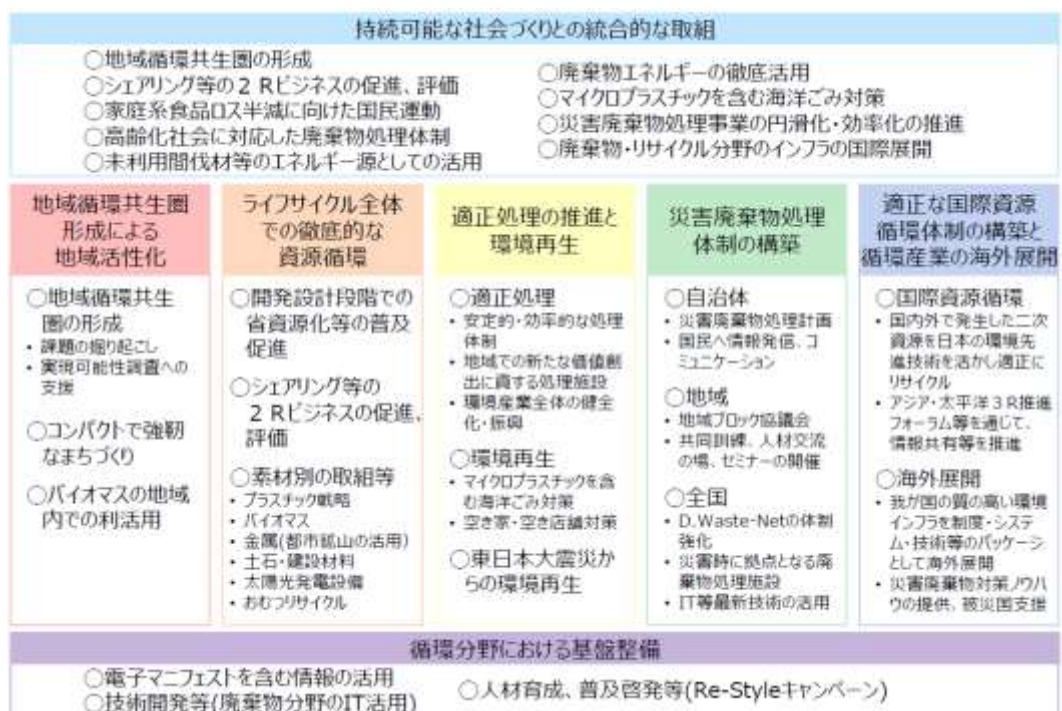 持続可能な社会づくりとの統合的な取組
○地域循環共生圏の形成
○シェアリング等の２Ｒビジネスの促進、評価
○家庭系食品ロス半減に向けた国民運動
○高齢化社会に対応した廃棄物処理体制
○未利用間伐材等のエネルギー源としての活用
○廃棄物エネルギーの徹底活用
○マイクロプラスチックを含む海洋ごみ対策
○災害廃棄物処理事業の円滑化・効率化の推進
○廃棄物・リサイクル分野のインフラの国際展開
地域循環共生圏
形成による
地域活性化
○地域循環共生
圏の形成
・課題の掘り起こし
・実現可能性調査への
支援
○コンパクトで強靭
なまちづくり
○バイオマスの地域
内での利活用
ライフサイクル全体
での徹底的な
資源循環
○開発設計段階での
省資源化等の普及
促進
○シェアリング等の
２Ｒビジネスの促進、
評価
○素材別の取組等
・プラスチック戦略
・バイオマス
・金属(都市鉱山の活用)
・土石・建設材料
・太陽光発電設備
・おむつリサイクル
適正処理の推進と
環境再生
○適正処理
・安定的・効率的な処理
体制
・地域での新たな価値創
出に資する処理施設
・環境産業全体の健全
化・振興
○環境再生
・マイクロプラスチックを含
む海洋ごみ対策
・空き家・空き店舗対策
○東日本大震災か
らの環境再生
災害廃棄物処理
体制の構築
○自治体
・災害廃棄物処理計画
・国民へ情報発信、コ
ミュニケーション
○地域
・地域ブロック協議会
・共同訓練、人材交流
の場、セミナーの開催
○全国
・D.Waste-Netの体制
強化
・災害時に拠点となる廃
棄物処理施設
・IT等最新技術の活用
適正な国際資源
循環体制の構築と
循環産業の海外展開
○国際資源循環
・国内外で発生した二次
資源を日本の環境先
進技術を活かし適正に
リサイクル
・アジア・太平洋３Ｒ推進
フォーラム等を通じて、
情報共有等を推進
○海外展開
・我が国の質の高い環境
インフラを制度・システ
ム・技術等のパッケージ
として海外展開
・災害廃棄物対策ノウハ
ウの提供、被災国支援
循環分野における基盤整備
○電子マニフェストを含む情報の活用
○技術開発等(廃棄物分野のIT活用)
○人材育成、普及啓発等(Re-Styleキャンペーン)